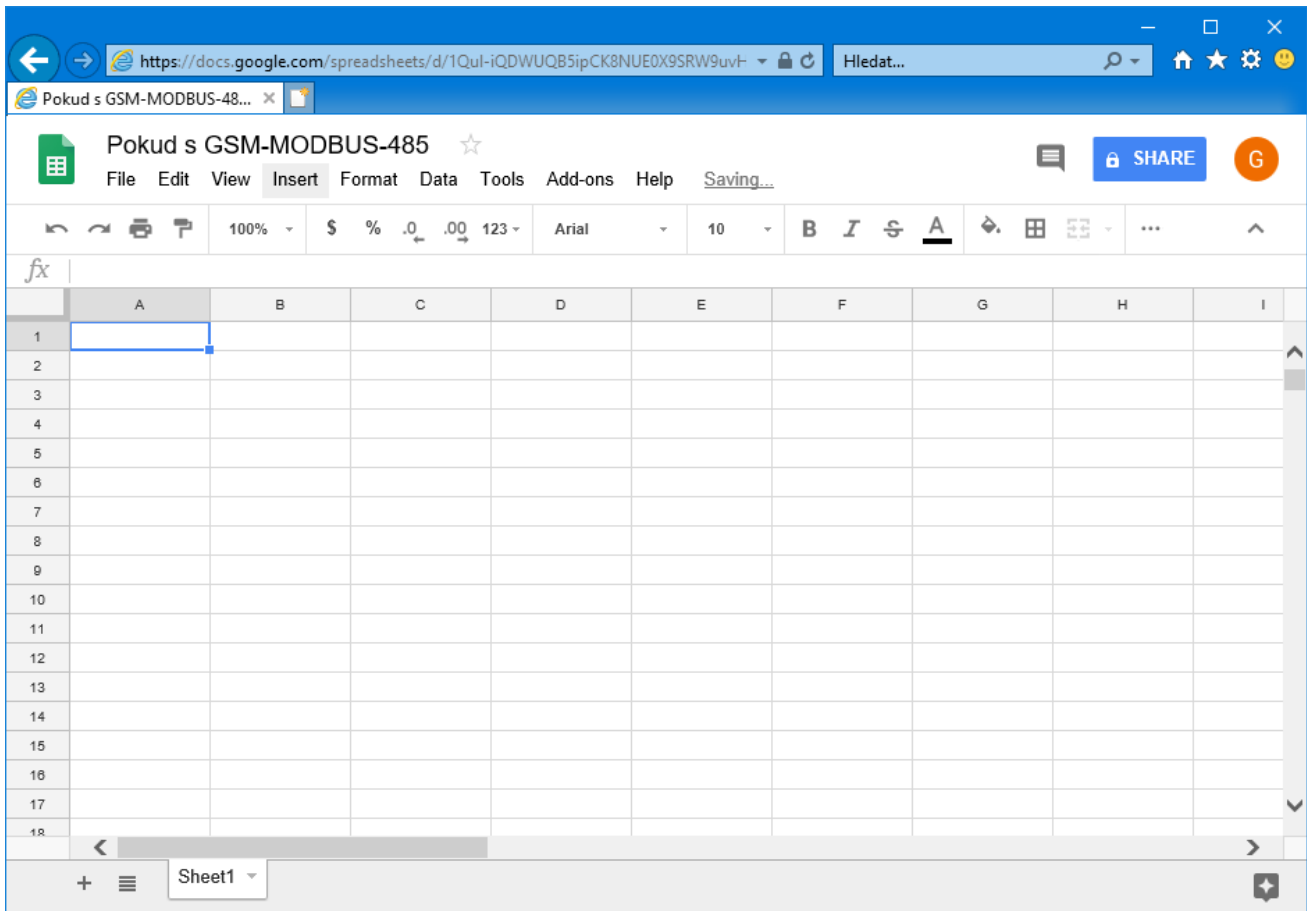 https://docs.google.com/spreadsheets/d/1QuI-iQDWUQB5ipCK8NUE0X9SRW9uvH Hledat...
Pokud s GSM-MODBUS-48...
Pokud s GSM-MODBUS-485
SHARE G
File Edit View Insert Format Data Tools Add-ons Help Saving...
100% $ % .0 .00 123 Arial 10 B I S A ...
fx
A B C D E F G H I
1
2
3
4
5
6
7
8
9
10
11
12
13
14
15
16
17
18
+ Sheet1